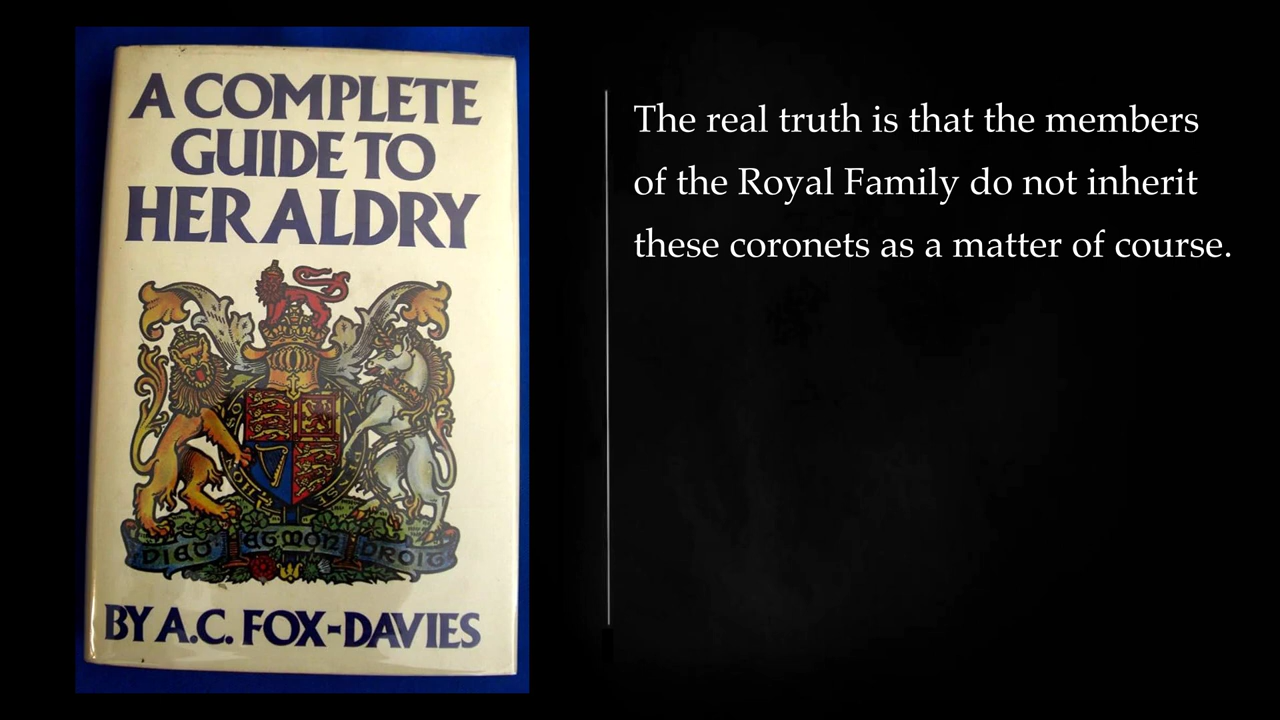 A COMPLETE
GUIDE TO
HERALDRY
DIEU ET MON DROIT
BY A.C. FOX-DAVIES
The real truth is that the members
of the Royal Family do not inherit
these coronets as a matter of course.